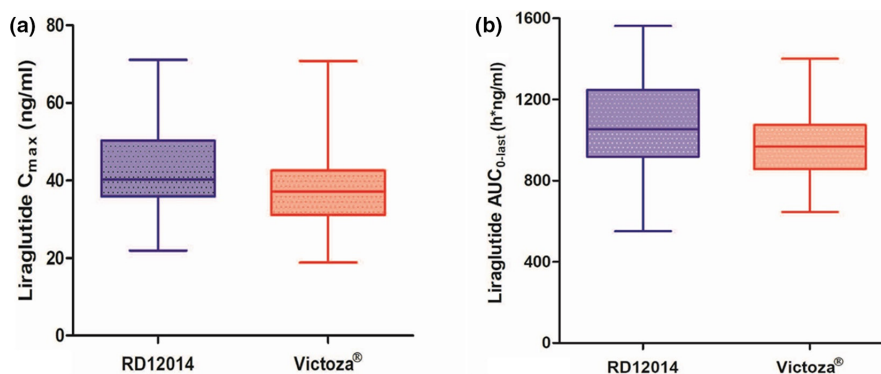 (a)
Liraglutide Cmax (ng/ml)
80
60
40
20
0
RD12014 Victoza®
(b)
Liraglutide AUC0-last (h*ng/ml)
1600
1200
800
400
0
RD12014 Victoza®